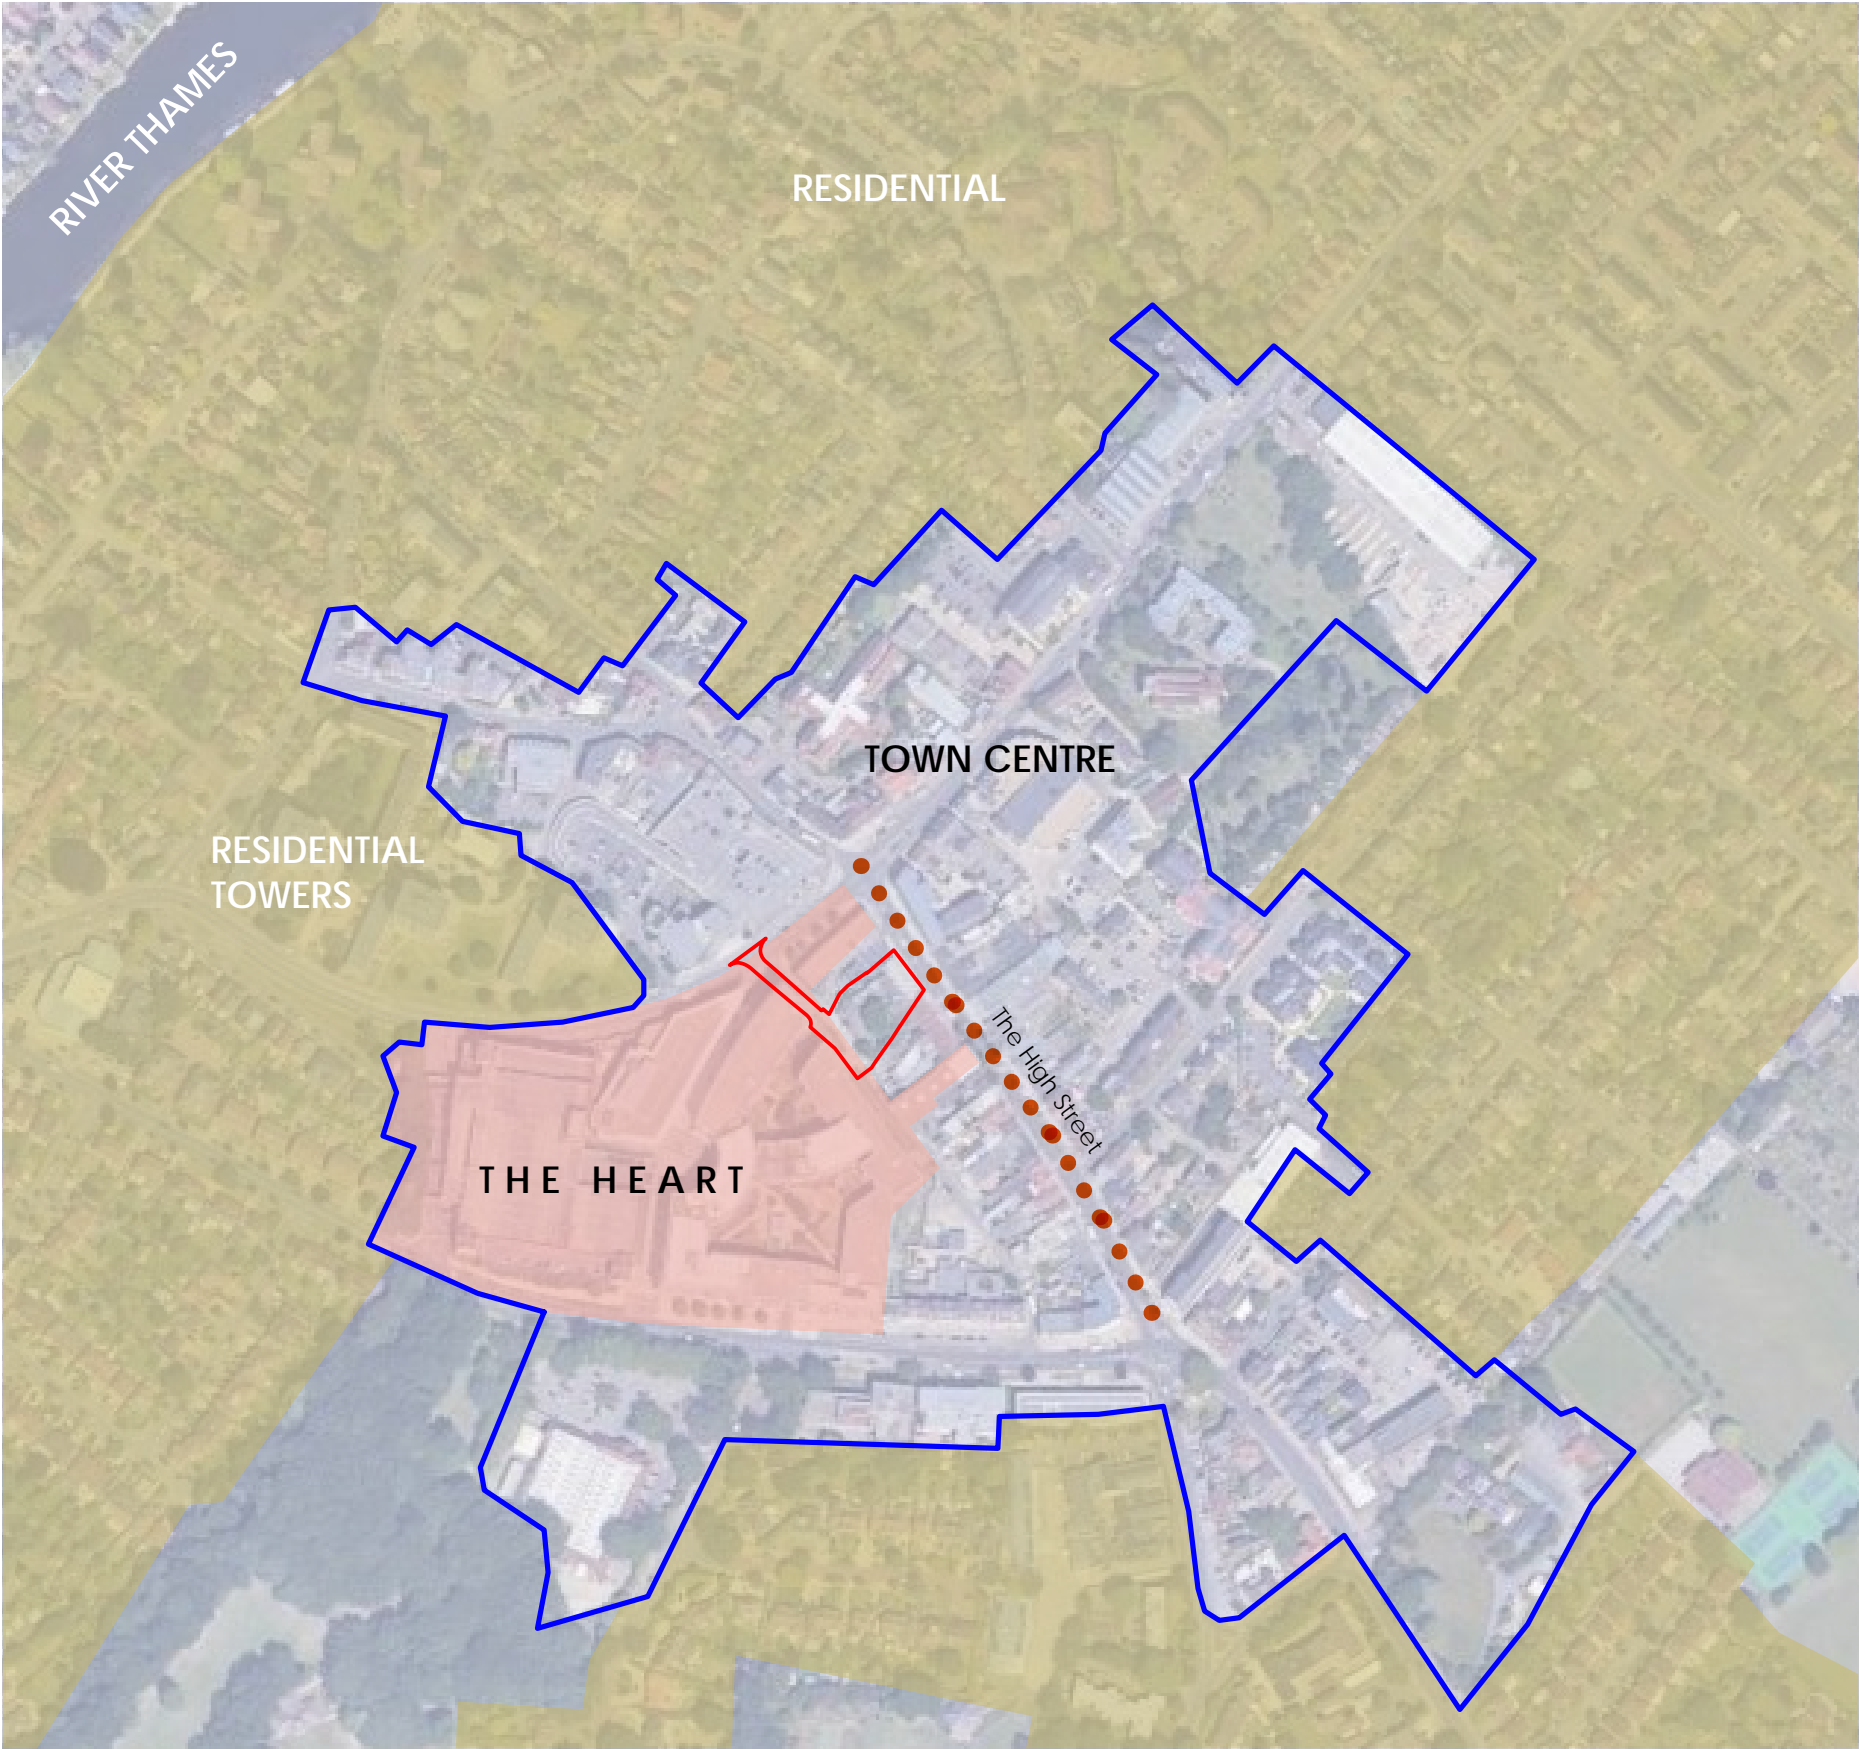 RIVER THAMES
RESIDENTIAL
TOWN CENTRE
RESIDENTIAL
TOWERS
The High Street
THE HEART